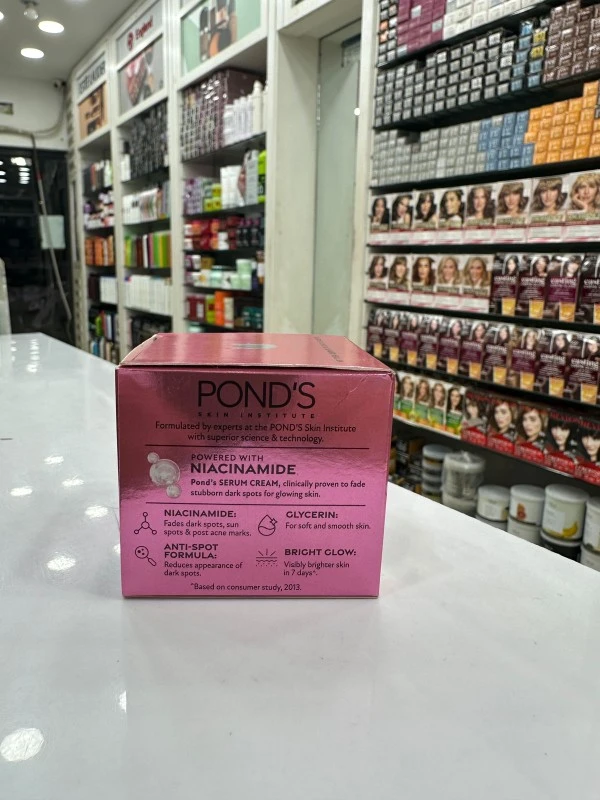 POND'S
SKIN INSTITUTE
Formulated by experts at the POND'S Skin Institute
with superior science & technology.
POWERED WITH
NIACINAMIDE
Pond's SERUM CREAM, clinically proven to fade
stubborn dark spots for glowing skin.
NIACINAMIDE:
Fades dark spots, sun
spots & post acne marks.
GLYCERIN:
For soft and smooth skin.
ANTI-SPOT
FORMULA:
Reduces appearance of
dark spots.
BRIGHT GLOW:
Visibly brighter skin
in 7 days^.
^Based on consumer study, 2013.